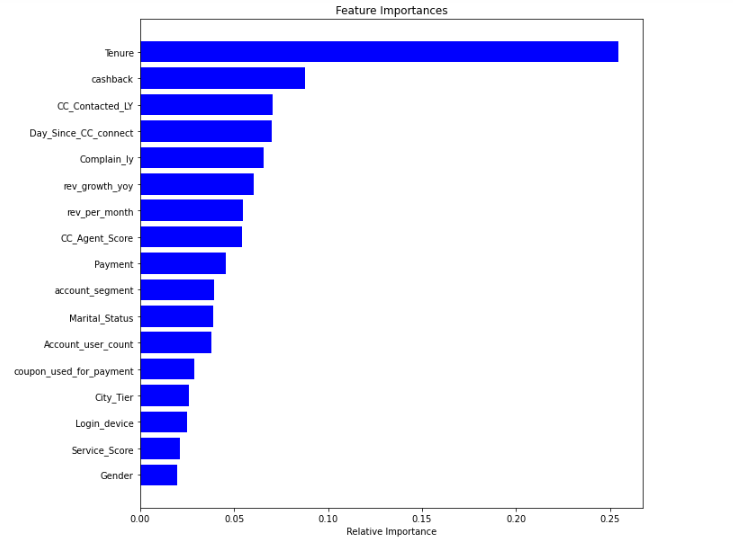 Feature Importances
Tenure
cashback
CC_Contacted_LY
Day_Since_CC_connect
Complain_ly
rev_growth_yoy
rev_per_month
CC_Agent_Score
Payment
account_segment
Marital_Status
Account_user_count
coupon_used_for_payment
City_Tier
Login_device
Service_Score
Gender
0.00 0.05 0.10 0.15 0.20 0.25
Relative Importance